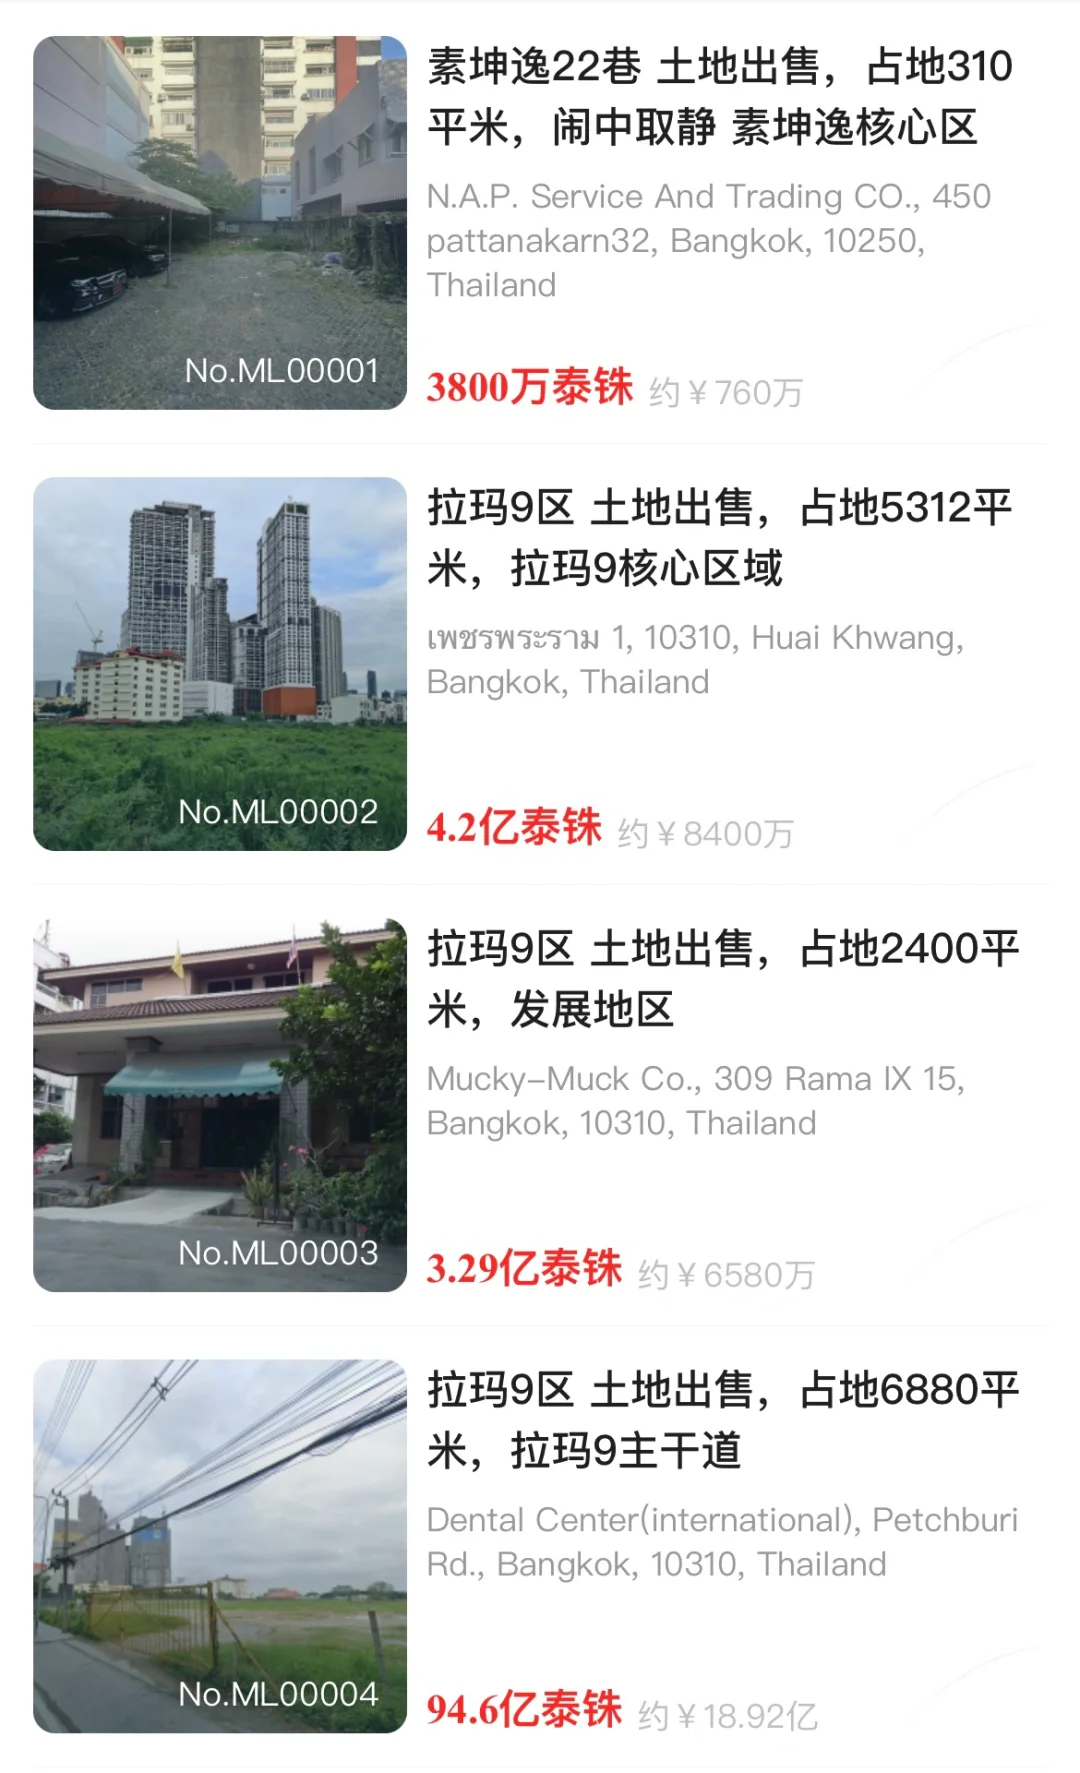 素坤逸22巷 土地出售，占地310
平米，闹中取静 素坤逸核心区
N.A.P. Service And Trading CO., 450
pattanakarn32, Bangkok, 10250,
Thailand
No.ML00001
3800万泰铢 约￥760万
拉玛9区 土地出售，占地5312平
米，拉玛9核心区域
เพชรพระราม 1, 10310, Huai Khwang,
Bangkok, Thailand
No.ML00002
4.2亿泰铢 约￥8400万
拉玛9区 土地出售，占地2400平
米，发展地区
Mucky-Muck Co., 309 Rama IX 15,
Bangkok, 10310, Thailand
No.ML00003
3.29亿泰铢 约￥6580万
拉玛9区 土地出售，占地6880平
米，拉玛9主干道
Dental Center(international), Petchburi
Rd., Bangkok, 10310, Thailand
No.ML00004
94.6亿泰铢 约￥18.92亿